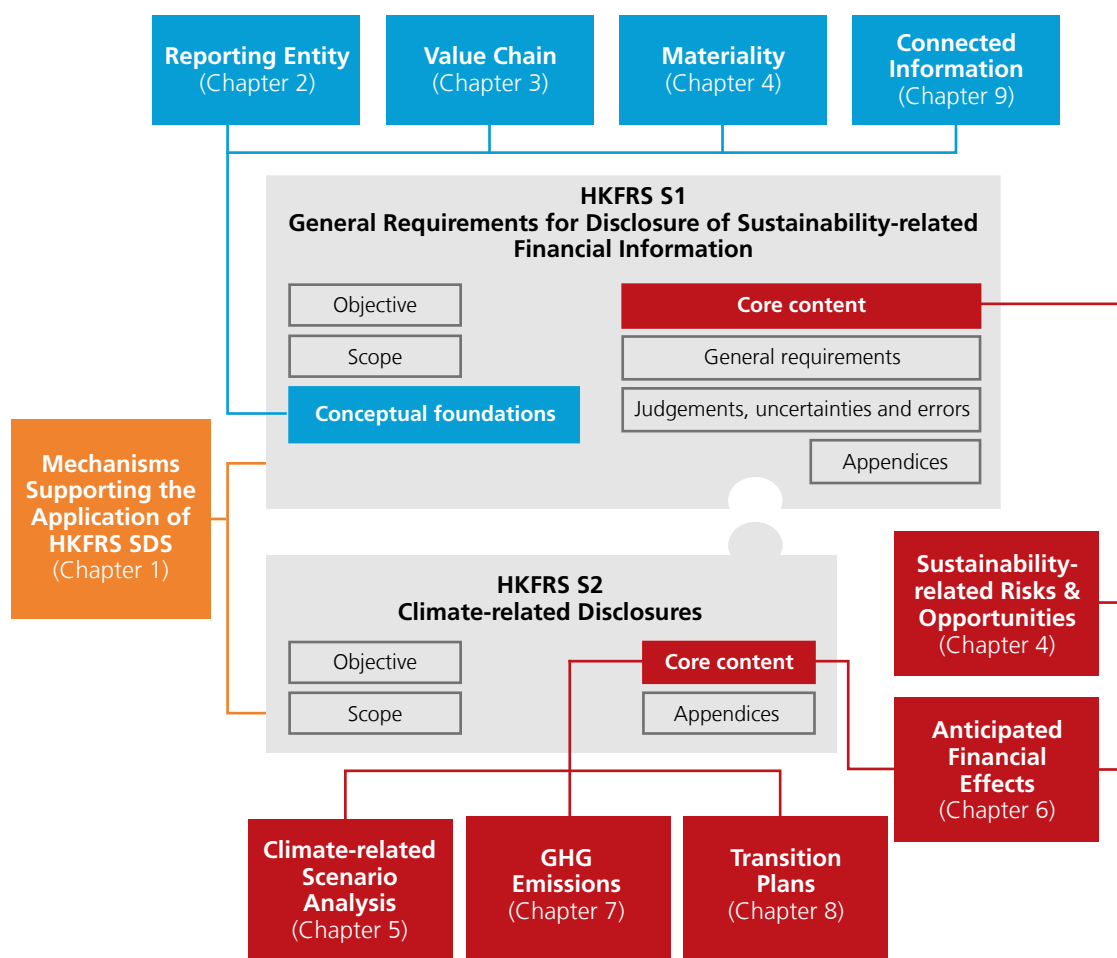 Reporting Entity
(Chapter 2)
Value Chain
(Chapter 3)
Materiality
(Chapter 4)
Connected
Information
(Chapter 9)
HKFRS S1
General Requirements for Disclosure of Sustainability-related
Financial Information
Objective
Scope
Conceptual foundations
Core content
General requirements
Judgements, uncertainties and errors
Appendices
Mechanisms
Supporting the
Application of
HKFRS SDS
(Chapter 1)
HKFRS S2
Climate-related Disclosures
Objective
Scope
Core content
Appendices
Sustainability-
related Risks &
Opportunities
(Chapter 4)
Anticipated
Financial
Effects
(Chapter 6)
Climate-related
Scenario
Analysis
(Chapter 5)
GHG
Emissions
(Chapter 7)
Transition
Plans
(Chapter 8)